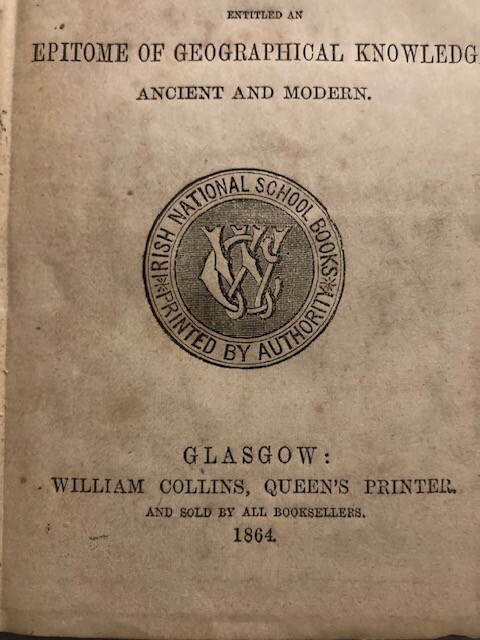 ENTITLED AN
EPITOME OF GEOGRAPHICAL KNOWLEDG
ANCIENT AND MODERN.
IRISH NATIONAL SCHOOL BOOKS
PRINTED BY AUTHORITY
GLASGOW:
WILLIAM COLLINS, QUEEN'S PRINTER.
AND SOLD BY ALL BOOKSELLERS.
1864.